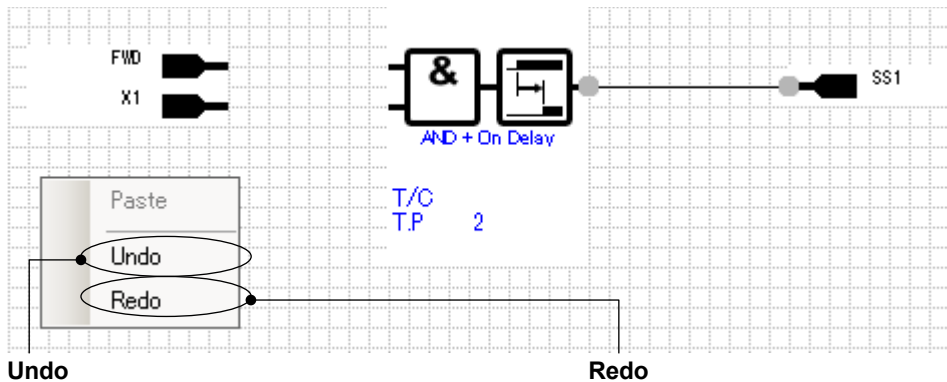 FWD
X1
&
SS1
AND + On Delay
T/C
T.P 2
Paste
Undo
Redo
Undo
Redo